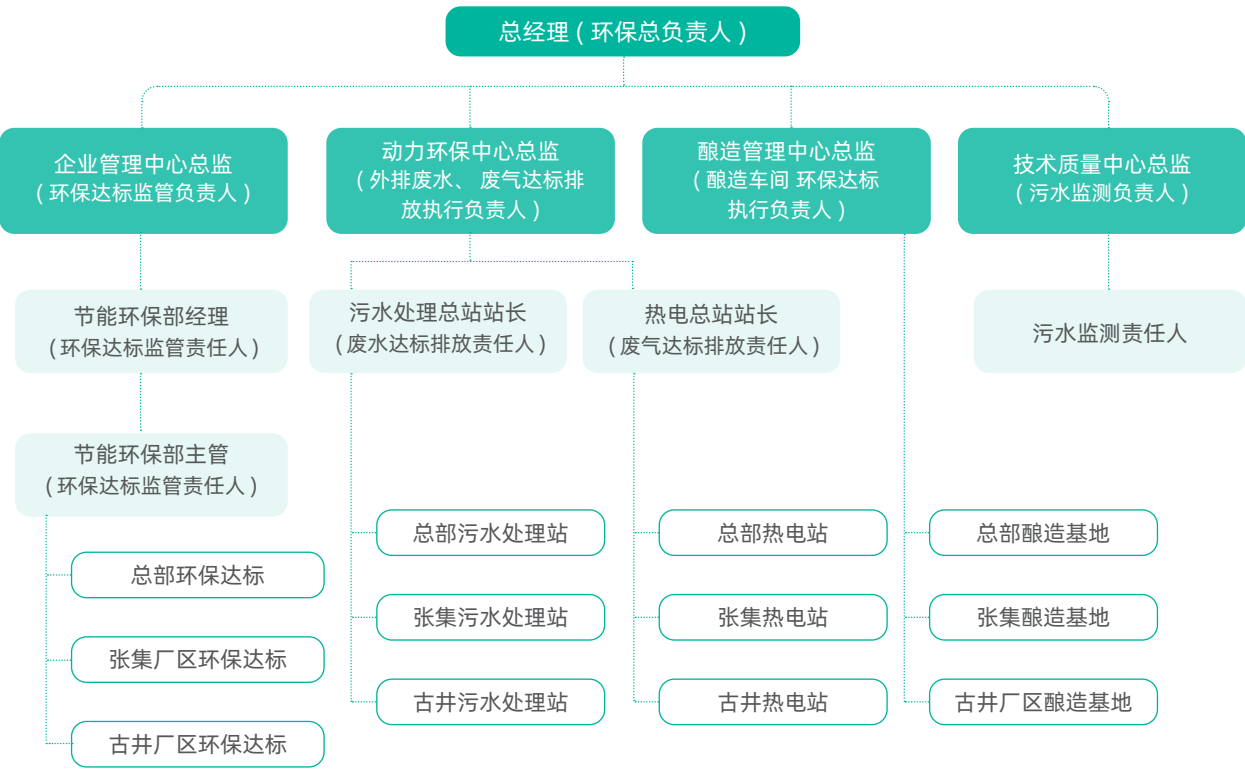 总经理 ( 环保总负责人 )
企业管理中心总监
( 环保达标监管负责人 )
动力环保中心总监
( 外排废水、 废气达标排
放执行负责人 )
酿造管理中心总监
( 酿造车间 环保达标
执行负责人 )
技术质量中心总监
( 污水监测负责人 )
节能环保部经理
( 环保达标监管责任人 )
污水处理总站站长
( 废水达标排放责任人 )
热电总站站长
( 废气达标排放责任人 )
污水监测责任人
节能环保部主管
( 环保达标监管责任人 )
总部环保达标
张集厂区环保达标
古井厂区环保达标
总部污水处理站
张集污水处理站
古井污水处理站
总部热电站
张集热电站
古井热电站
总部酿造基地
张集酿造基地
古井厂区酿造基地